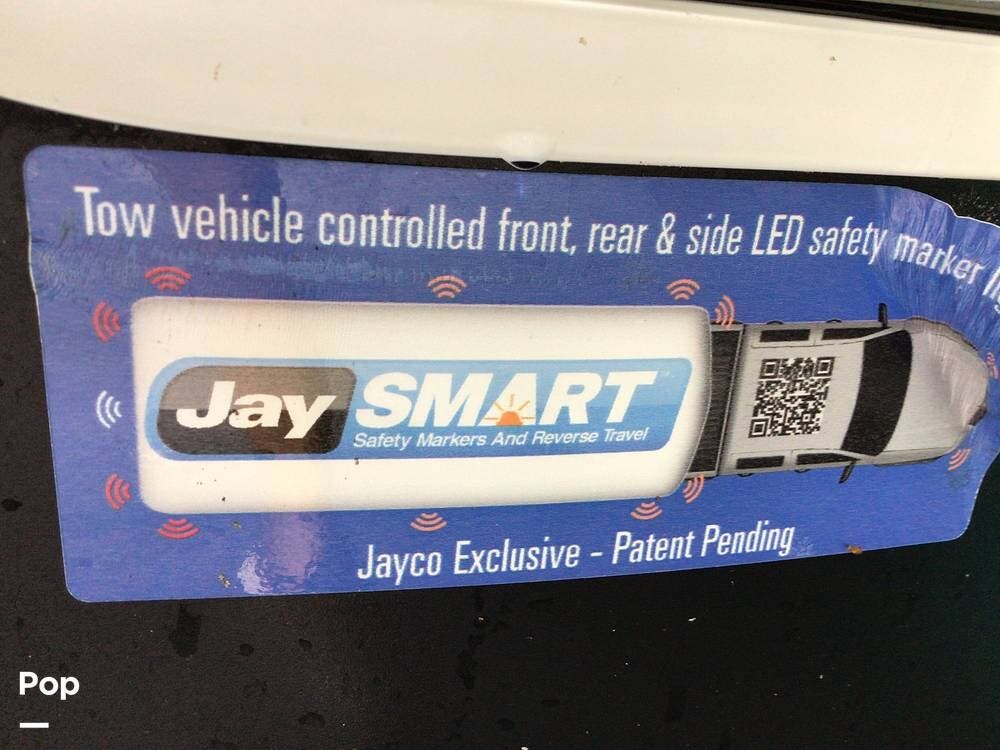 Tow vehicle controlled front, rear & side LED safety marker
Jay SMART™
Safety Markers And Reverse Travel
Jayco Exclusive - Patent Pending
Pop